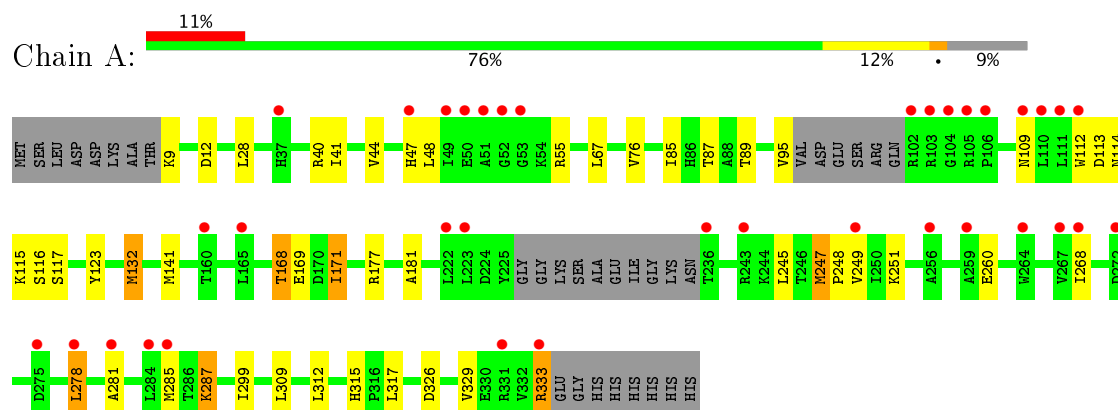 11%
Chain A:
76% 12% • 9%
MET SER LEU ASP ASP LYS ALA THR K9 D12 L28 H37 R40 I41 V44 H47 L48 I49 E50 A51 G52 G53 K54 R55 L67 V76 I85 H86 T87 A88 T89 V95 VAL ASP GLU SER ARG GLN R102 R103 G104 R105 P106 N109 L110 L111 W112 D113 N114
K115 S116 S117 Y123 M132 M141 T160 L165 T168 E169 D170 I171 R177 A181 L222 L223 D224 Y225 GLY GLY LYS SER ALA GLU ILE GLY LYS ASN T236 R243 K244 L245 T246 M247 P248 V249 I250 K251 A256 A259 E260 W264 V267 I268 D272
D275 L278 A281 L284 M285 T286 K287 I299 L309 L312 H315 P316 L317 D326 V329 E330 R331 V332 R333 GLU GLY HIS HIS HIS HIS HIS HIS